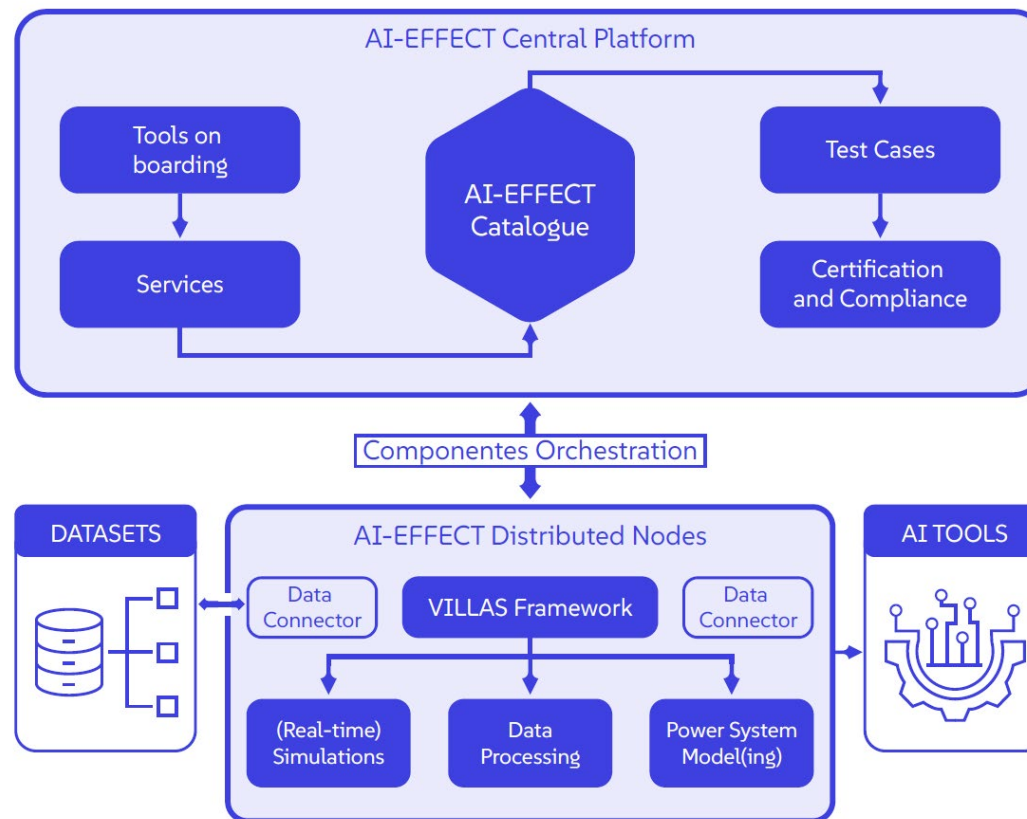 AI-EFFECT Central Platform
Tools on
boarding
Services
AI-EFFECT
Catalogue
Test Cases
Certification
and Compliance
Componentes Orchestration
DATASETS
AI-EFFECT Distributed Nodes
Data
Connector
VILLAS Framework
Data
Connector
(Real-time)
Simulations
Data
Processing
Power System
Model(ing)
AI TOOLS